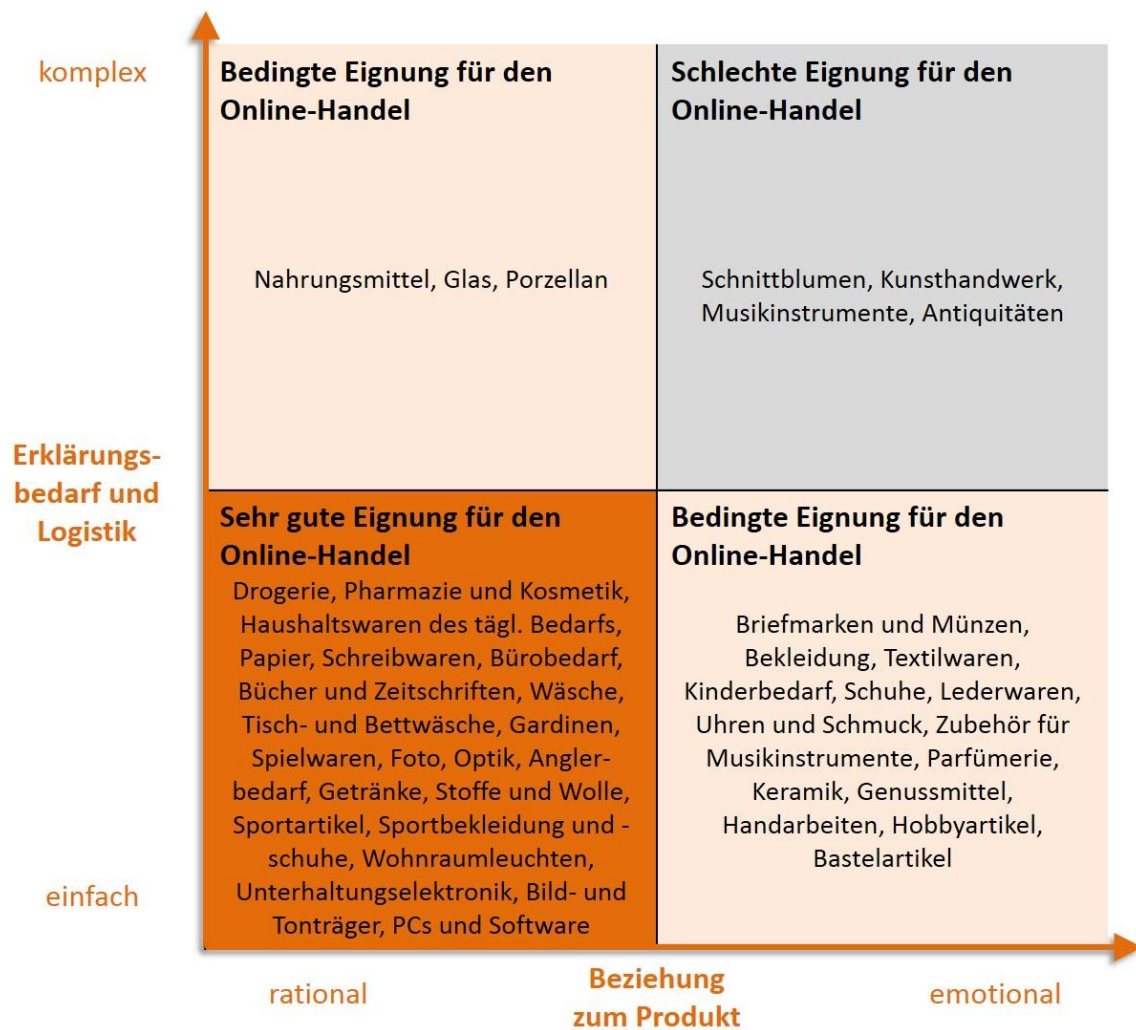 komplex
Bedingte Eignung für den
Online-Handel
Nahrungsmittel, Glas, Porzellan
Schlechte Eignung für den
Online-Handel
Schnittblumen, Kunsthandwerk,
Musikinstrumente, Antiquitäten
Erklärungs-
bedarf und
Logistik
Sehr gute Eignung für den
Online-Handel
Drogerie, Pharmazie und Kosmetik,
Haushaltswaren des tägl. Bedarfs,
Papier, Schreibwaren, Bürobedarf,
Bücher und Zeitschriften, Wäsche,
Tisch- und Bettwäsche, Gardinen,
Spielwaren, Foto, Optik, Angler-
bedarf, Getränke, Stoffe und Wolle,
Sportartikel, Sportbekleidung und -
schuhe, Wohnraumleuchten,
Unterhaltungselektronik, Bild- und
Tonträger, PCs und Software
Bedingte Eignung für den
Online-Handel
Briefmarken und Münzen,
Bekleidung, Textilwaren,
Kinderbedarf, Schuhe, Lederwaren,
Uhren und Schmuck, Zubehör für
Musikinstrumente, Parfümerie,
Keramik, Genussmittel,
Handarbeiten, Hobbyartikel,
Bastelartikel
einfach
rational
Beziehung
zum Produkt
emotional